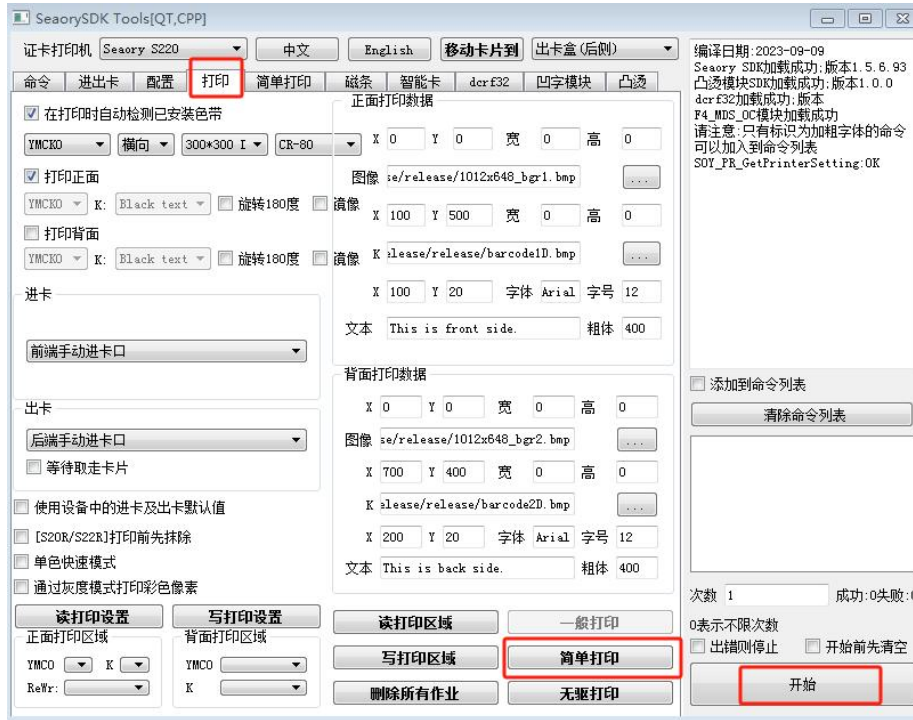 SeaorySDK Tools[QT,CPP]
证卡打印机 Seaory S220 中文 English 移动卡片到 出卡盒(后侧)
命令 进出卡 配置 打印 简单打印 磁条 智能卡 dcrf32 凹字模块 凸烫
在打印时自动检测已安装色带
YMCKO 横向 300*300 I CR-80
打印正面
YMCKO K: Black text 旋转180度 镜像
打印背面
YMCKO K: Black text 旋转180度 镜像
进卡
前端手动进卡口
出卡
后端手动进卡口
等待取走卡片
使用设备中的进卡及出卡默认值
[S20R/S22R]打印前先抹除
单色快速模式
通过灰度模式打印彩色像素
读打印设置 写打印设置
正面打印区域 背面打印区域
YMCO K YMCO
ReWr: K
正面打印数据
X 0 Y 0 宽 0 高 0
图像 se/release/1012x648_bgr1.bmp ...
X 100 Y 500 宽 0 高 0
K elease/release/barcode1D.bmp ...
X 100 Y 20 字体 Arial 字号 12
文本 This is front side. 粗体 400
背面打印数据
X 0 Y 0 宽 0 高 0
图像 se/release/1012x648_bgr2.bmp ...
X 700 Y 400 宽 0 高 0
K elease/release/barcode2D.bmp ...
X 200 Y 20 字体 Arial 字号 12
文本 This is back side. 粗体 400
读打印区域 一般打印
写打印区域 简单打印
删除所有作业 无驱打印
编译日期:2023-09-09
Seaory SDK加载成功;版本1.5.6.93
凸烫模块SDK加载成功;版本1.0.0
dcrf32加载成功;版本
F4_MDS_OC模块加载成功
请注意:只有标识为加粗字体的命令
可以加入到命令列表
SOY_PR_GetPrinterSetting:OK
添加到命令列表
清除命令列表
次数 1 成功:0失败:
0表示不限次数
出错则停止 开始前先清空
开始